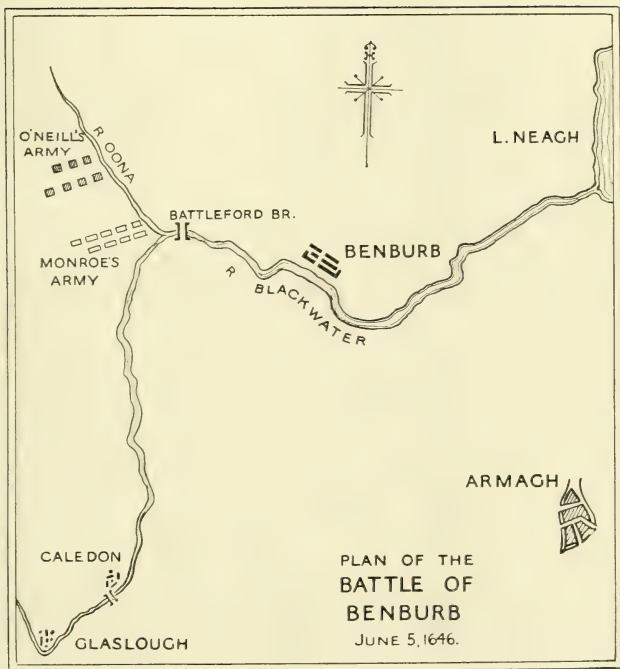 O'NEILL'S
ARMY
R OONA
L. NEAGH
BATTLEFORD BR.
MONROE'S
ARMY
BENBURB
R BLACKWATER
ARMAGH
CALEDON
GLASLOUGH
PLAN OF THE
BATTLE OF
BENBURB
JUNE 5, 1646.